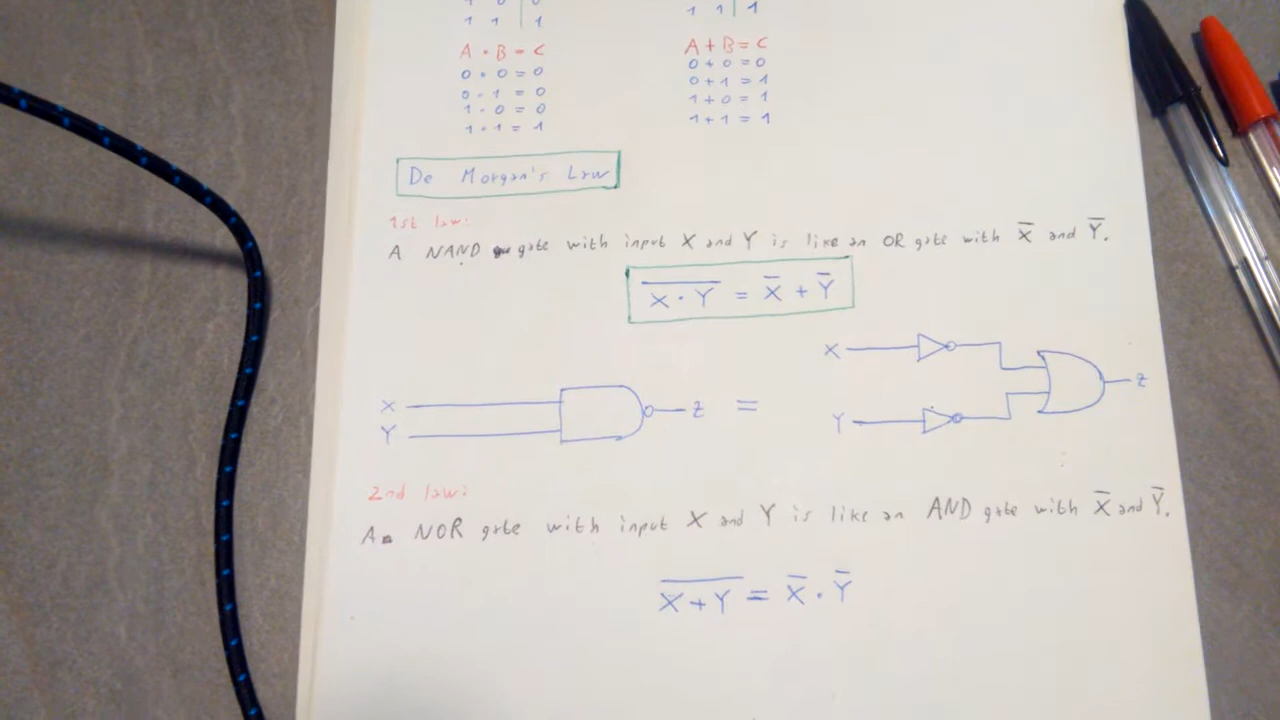 1 1 1
1 1 1
A · B = C
0 · 0 = 0
0 · 1 = 0
1 · 0 = 0
1 · 1 = 1
A + B = C
0 + 0 = 0
0 + 1 = 1
1 + 0 = 1
1 + 1 = 1
De Morgan's Law
1st law:
A NAND gate with input X and Y is like an OR gate with X̅ and Y̅.
X̅ ̅·̅ ̅Y̅ = X̅ + Y̅
X
Y
Z
=
X
Y
Z
2nd law:
A NOR gate with input X and Y is like an AND gate with X̅ and Y̅.
X̅ ̅+̅ ̅Y̅ = X̅ · Y̅